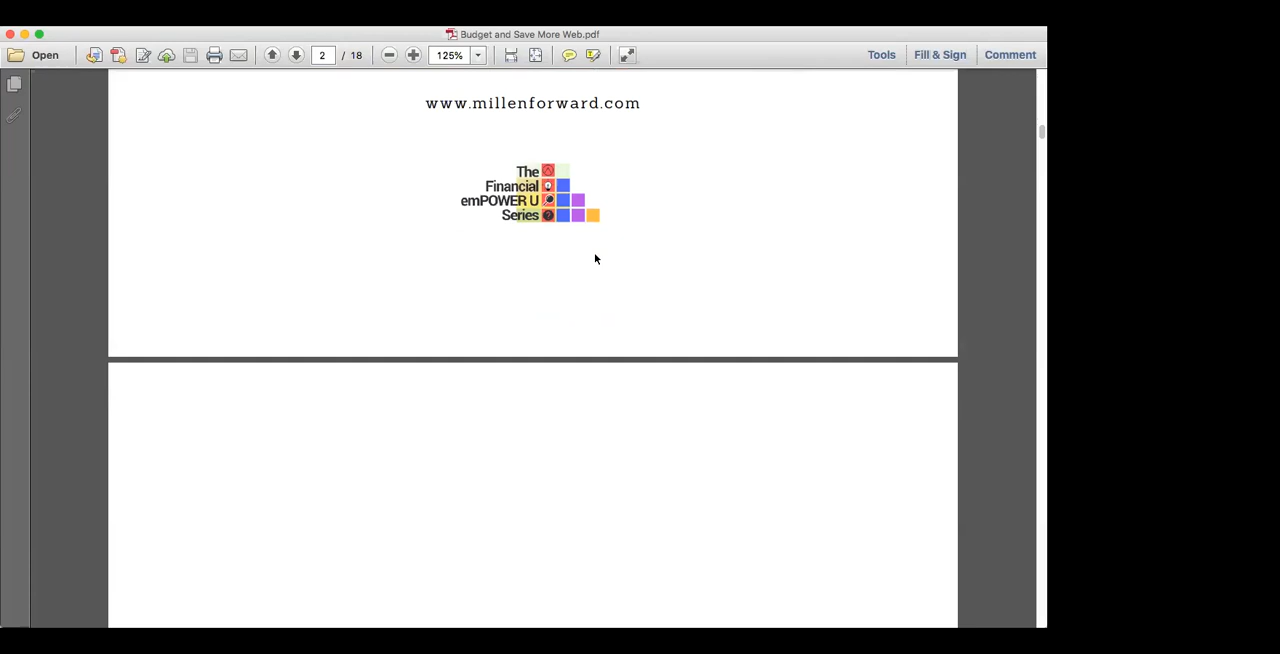 Budget and Save More Web.pdf
Open
2 / 18
125%
Tools
Fill & Sign
Comment
www.millenforward.com
The
Financial
emPOWER U
Series